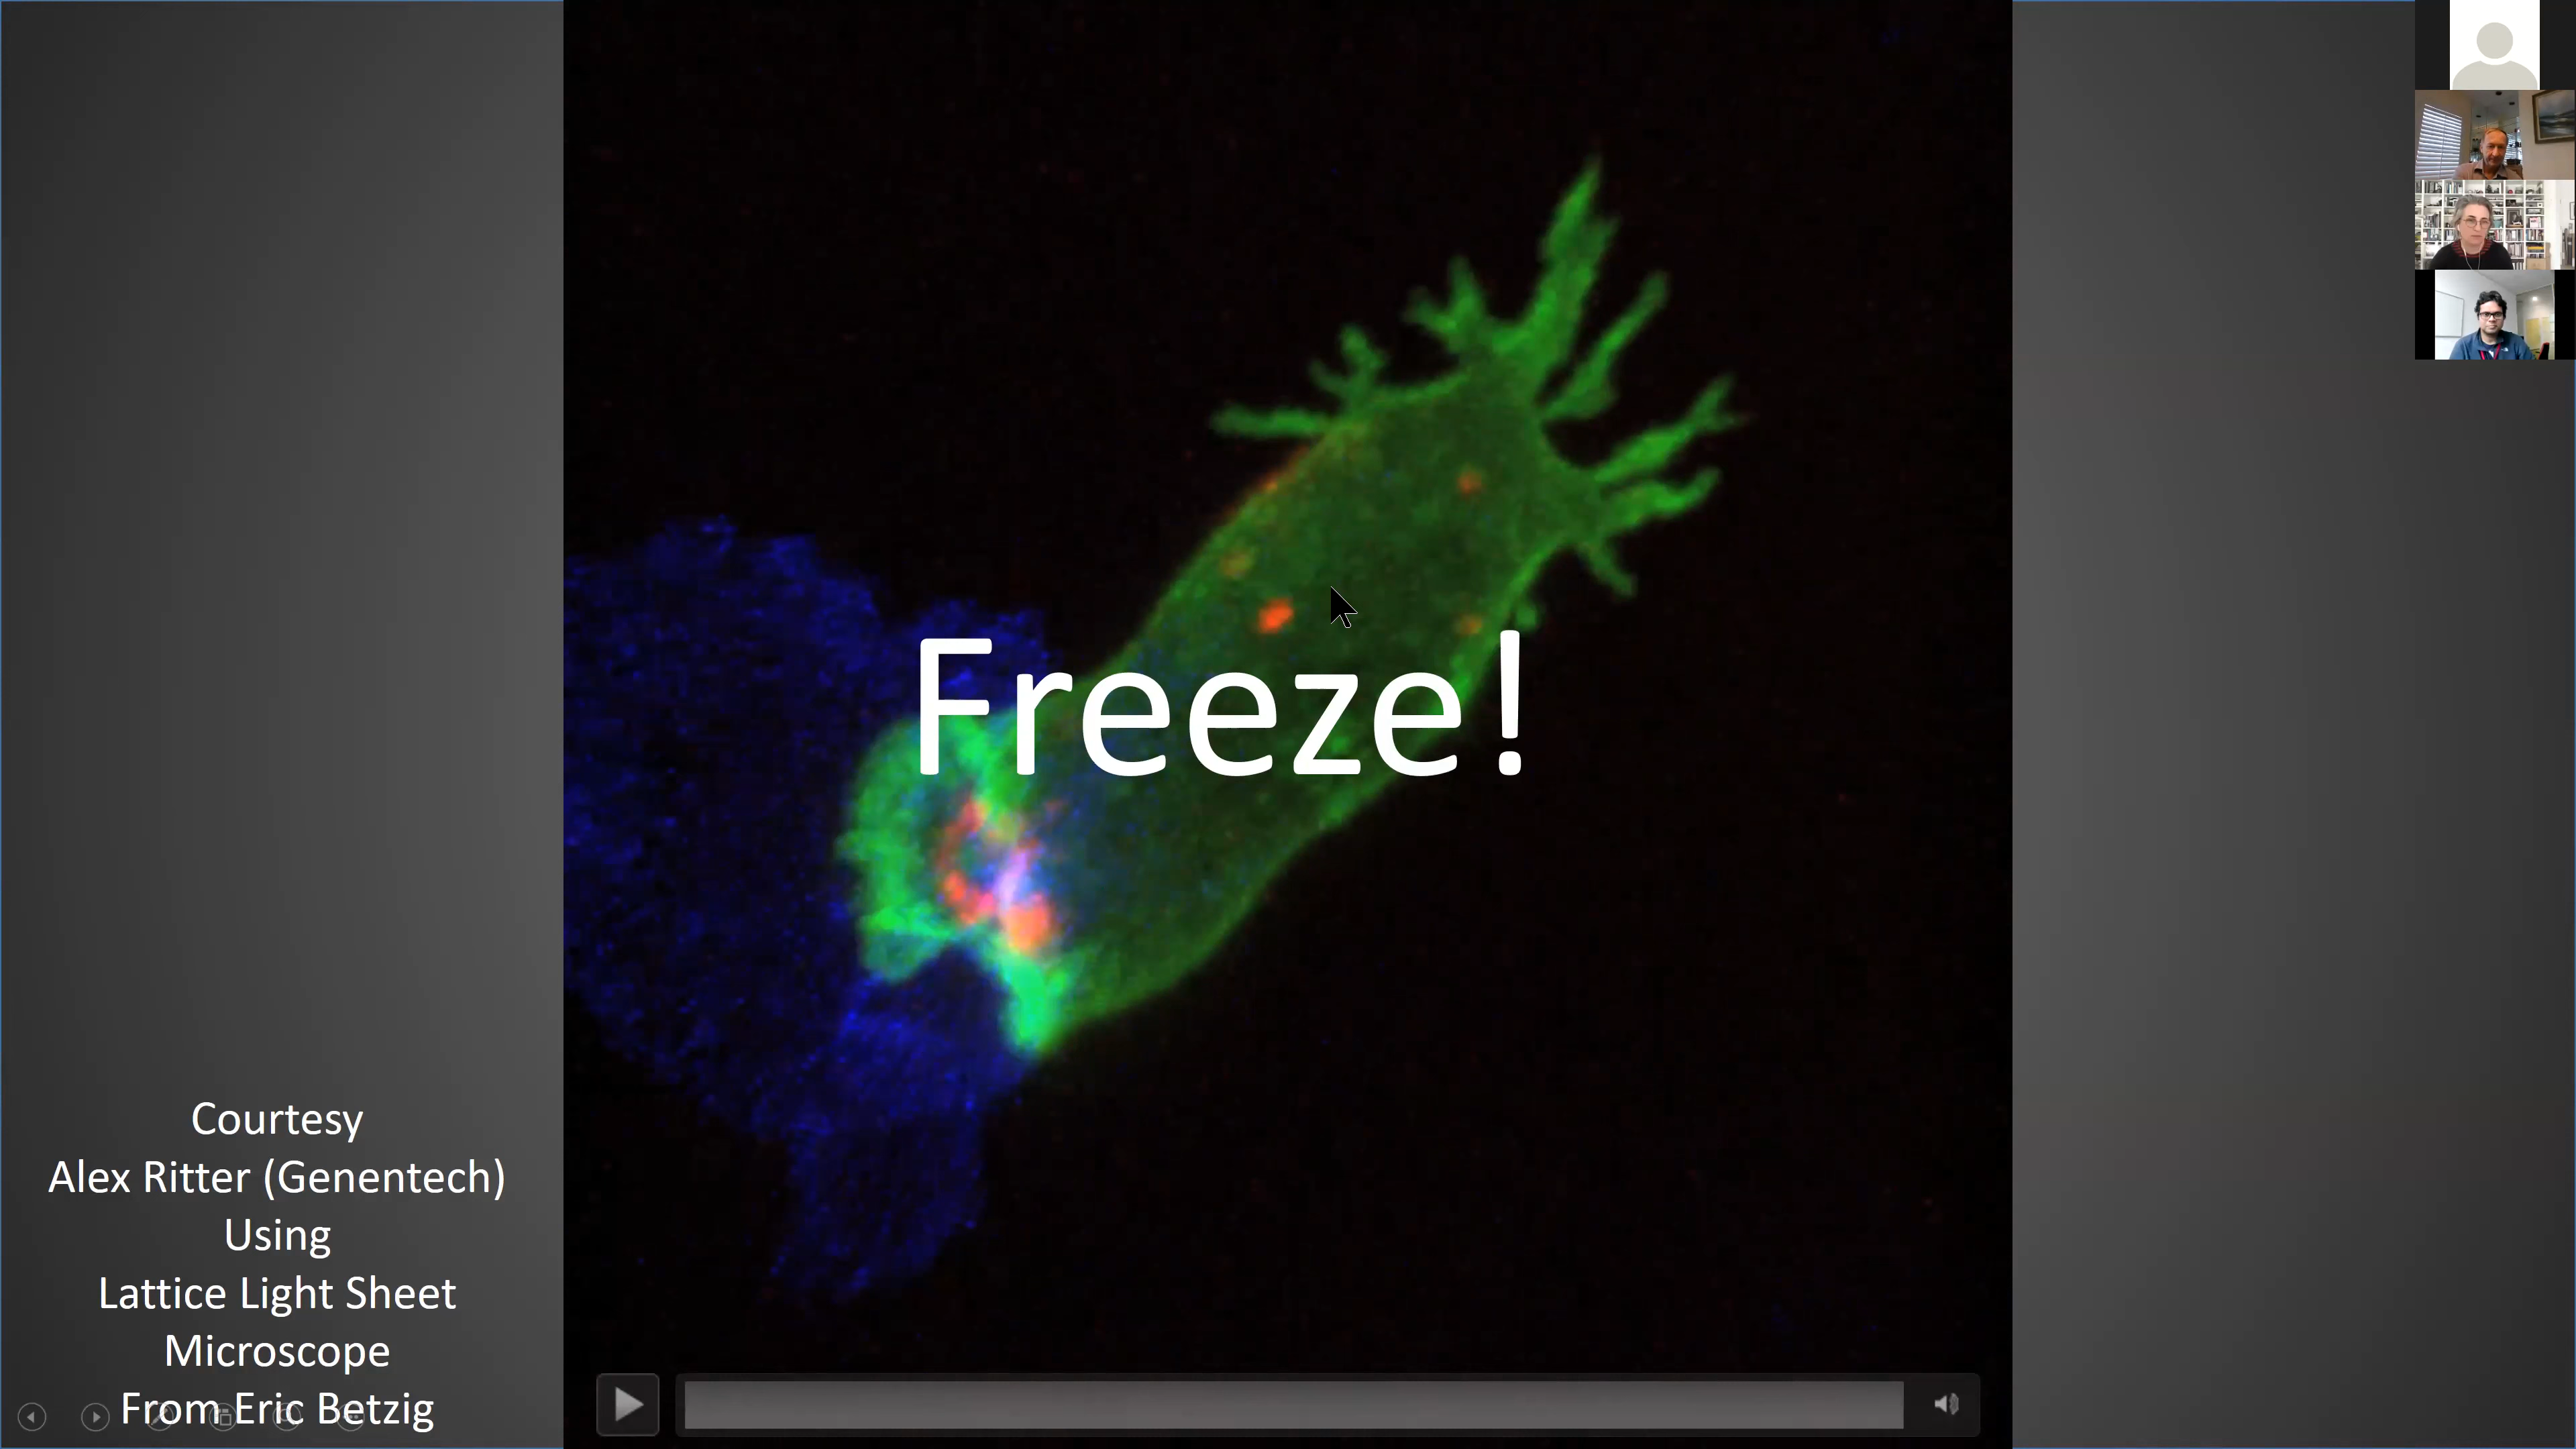 Freeze!
Courtesy
Alex Ritter (Genentech)
Using
Lattice Light Sheet
Microscope
From Eric Betzig